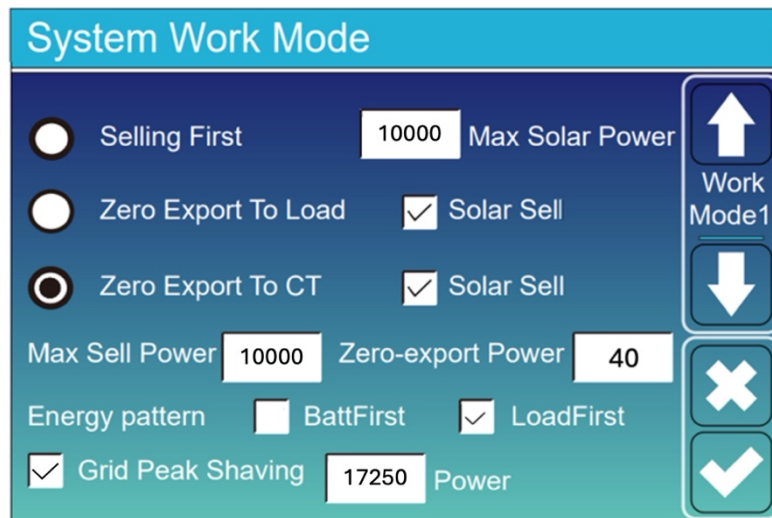 System Work Mode
Selling First 10000 Max Solar Power
Zero Export To Load Solar Sell
Zero Export To CT Solar Sell
Max Sell Power 10000 Zero-export Power 40
Energy pattern BattFirst LoadFirst
Grid Peak Shaving 17250 Power
Work
Mode1